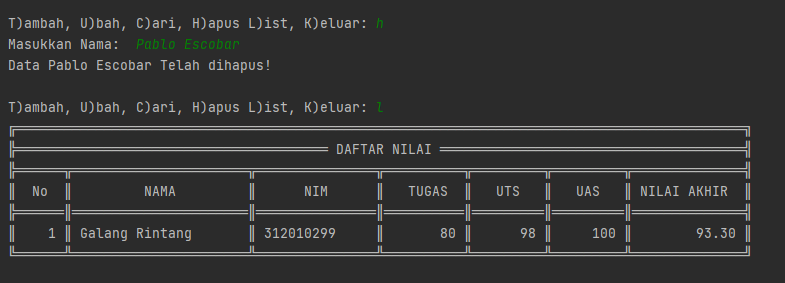 T)ambah, U)bah, C)ari, H)apus L)ist, K)eluar: h
Masukkan Nama: Pablo Escobar
Data Pablo Escobar Telah dihapus!
T)ambah, U)bah, C)ari, H)apus L)ist, K)eluar: l
DAFTAR NILAI
No NAMA NIM TUGAS UTS UAS NILAI AKHIR
1 Galang Rintang 312010299 80 98 100 93.30